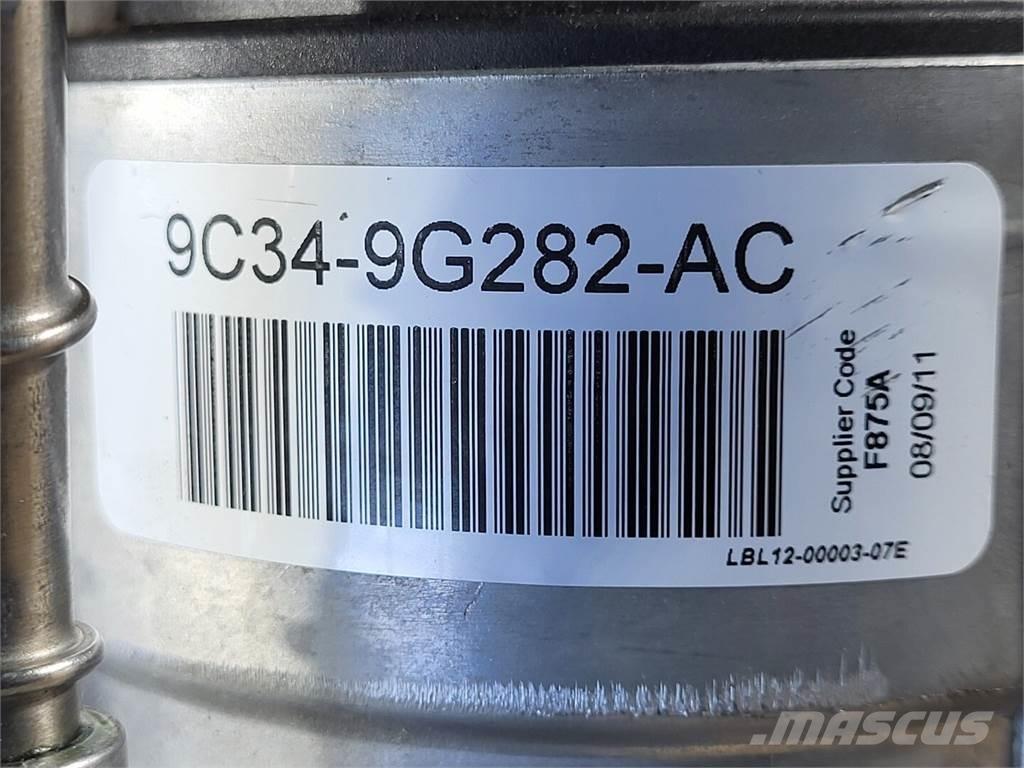 9C34-9G282-AC
Supplier Code
F875A
08/09/11
LBL12-00003-07E
MASCUS